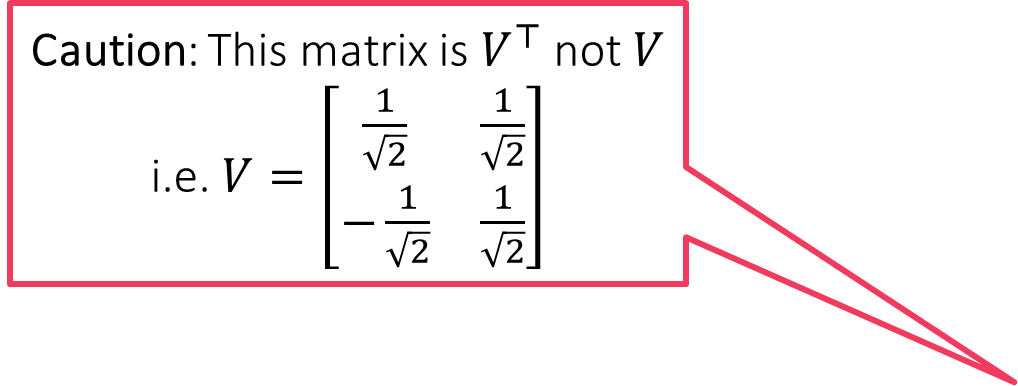 Caution: This matrix is 𝑉⊤ not 𝑉
i.e. 𝑉 = [1/√2 1/√2
−1/√2 1/√2]